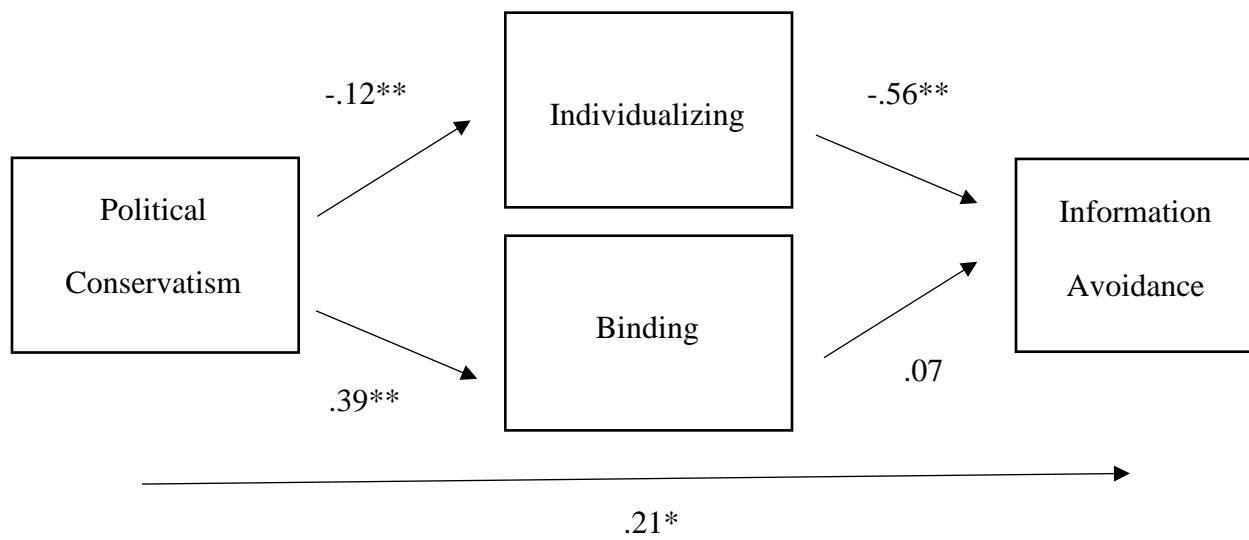 -.12**
-.56**
Individualizing
Political
Conservatism
Information
Avoidance
Binding
.39**
.07
.21*